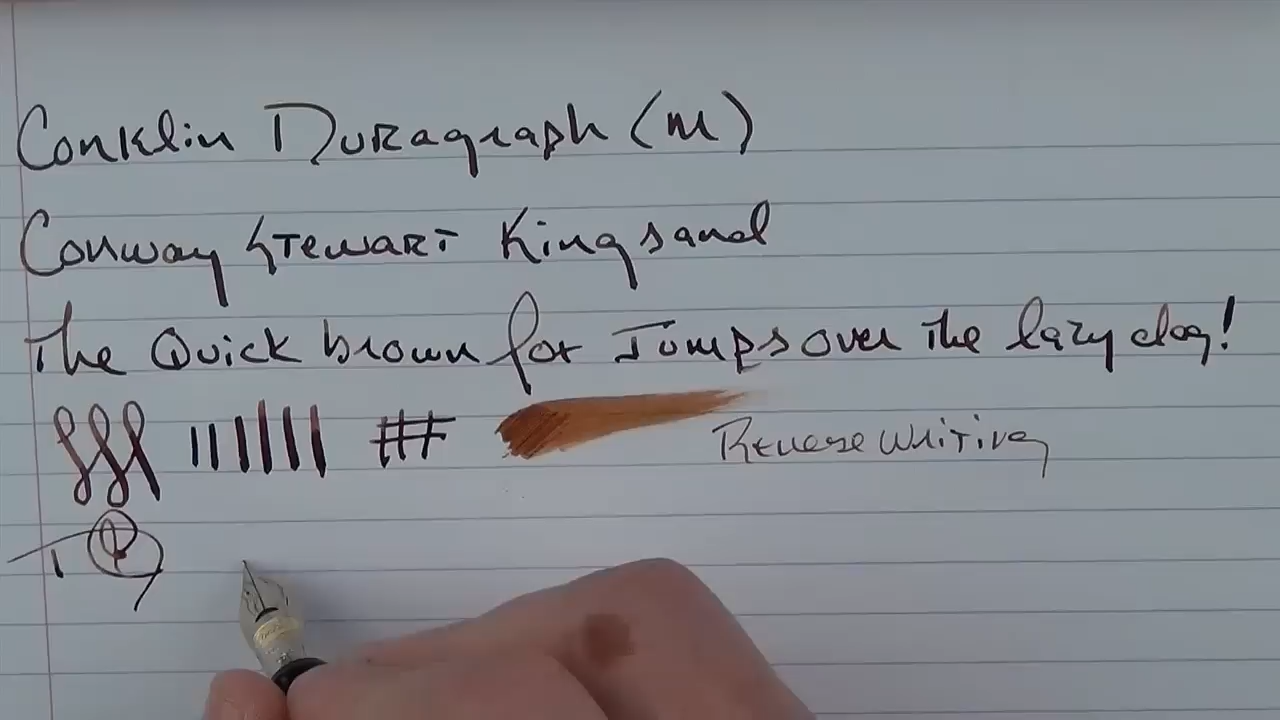 Conklin Duragraph (M)
Conway Stewart Kingsand
The Quick brown fox Jumps over the lazy dog!
Reverse Writing